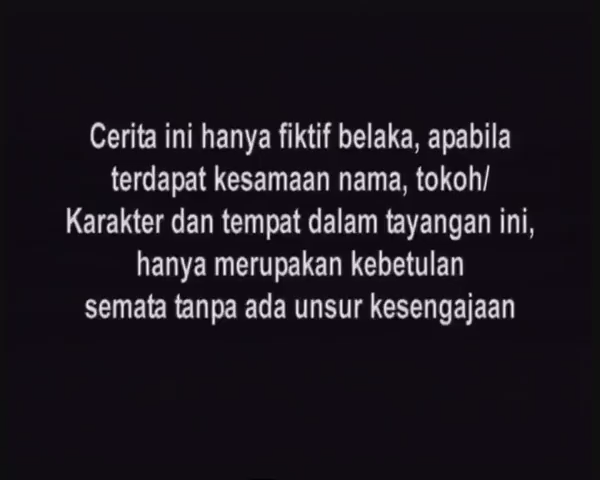 Cerita ini hanya fiktif belaka, apabila
terdapat kesamaan nama, tokoh/
Karakter dan tempat dalam tayangan ini,
hanya merupakan kebetulan
semata tanpa ada unsur kesengajaan